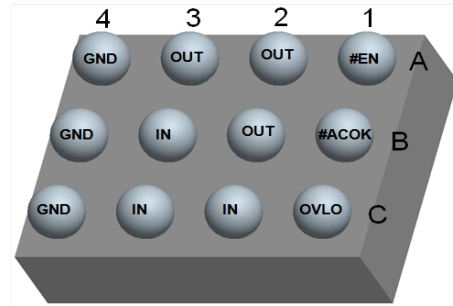 4 3 2 1
GND OUT OUT #EN A
GND IN OUT #ACOK B
GND IN IN OVLO C